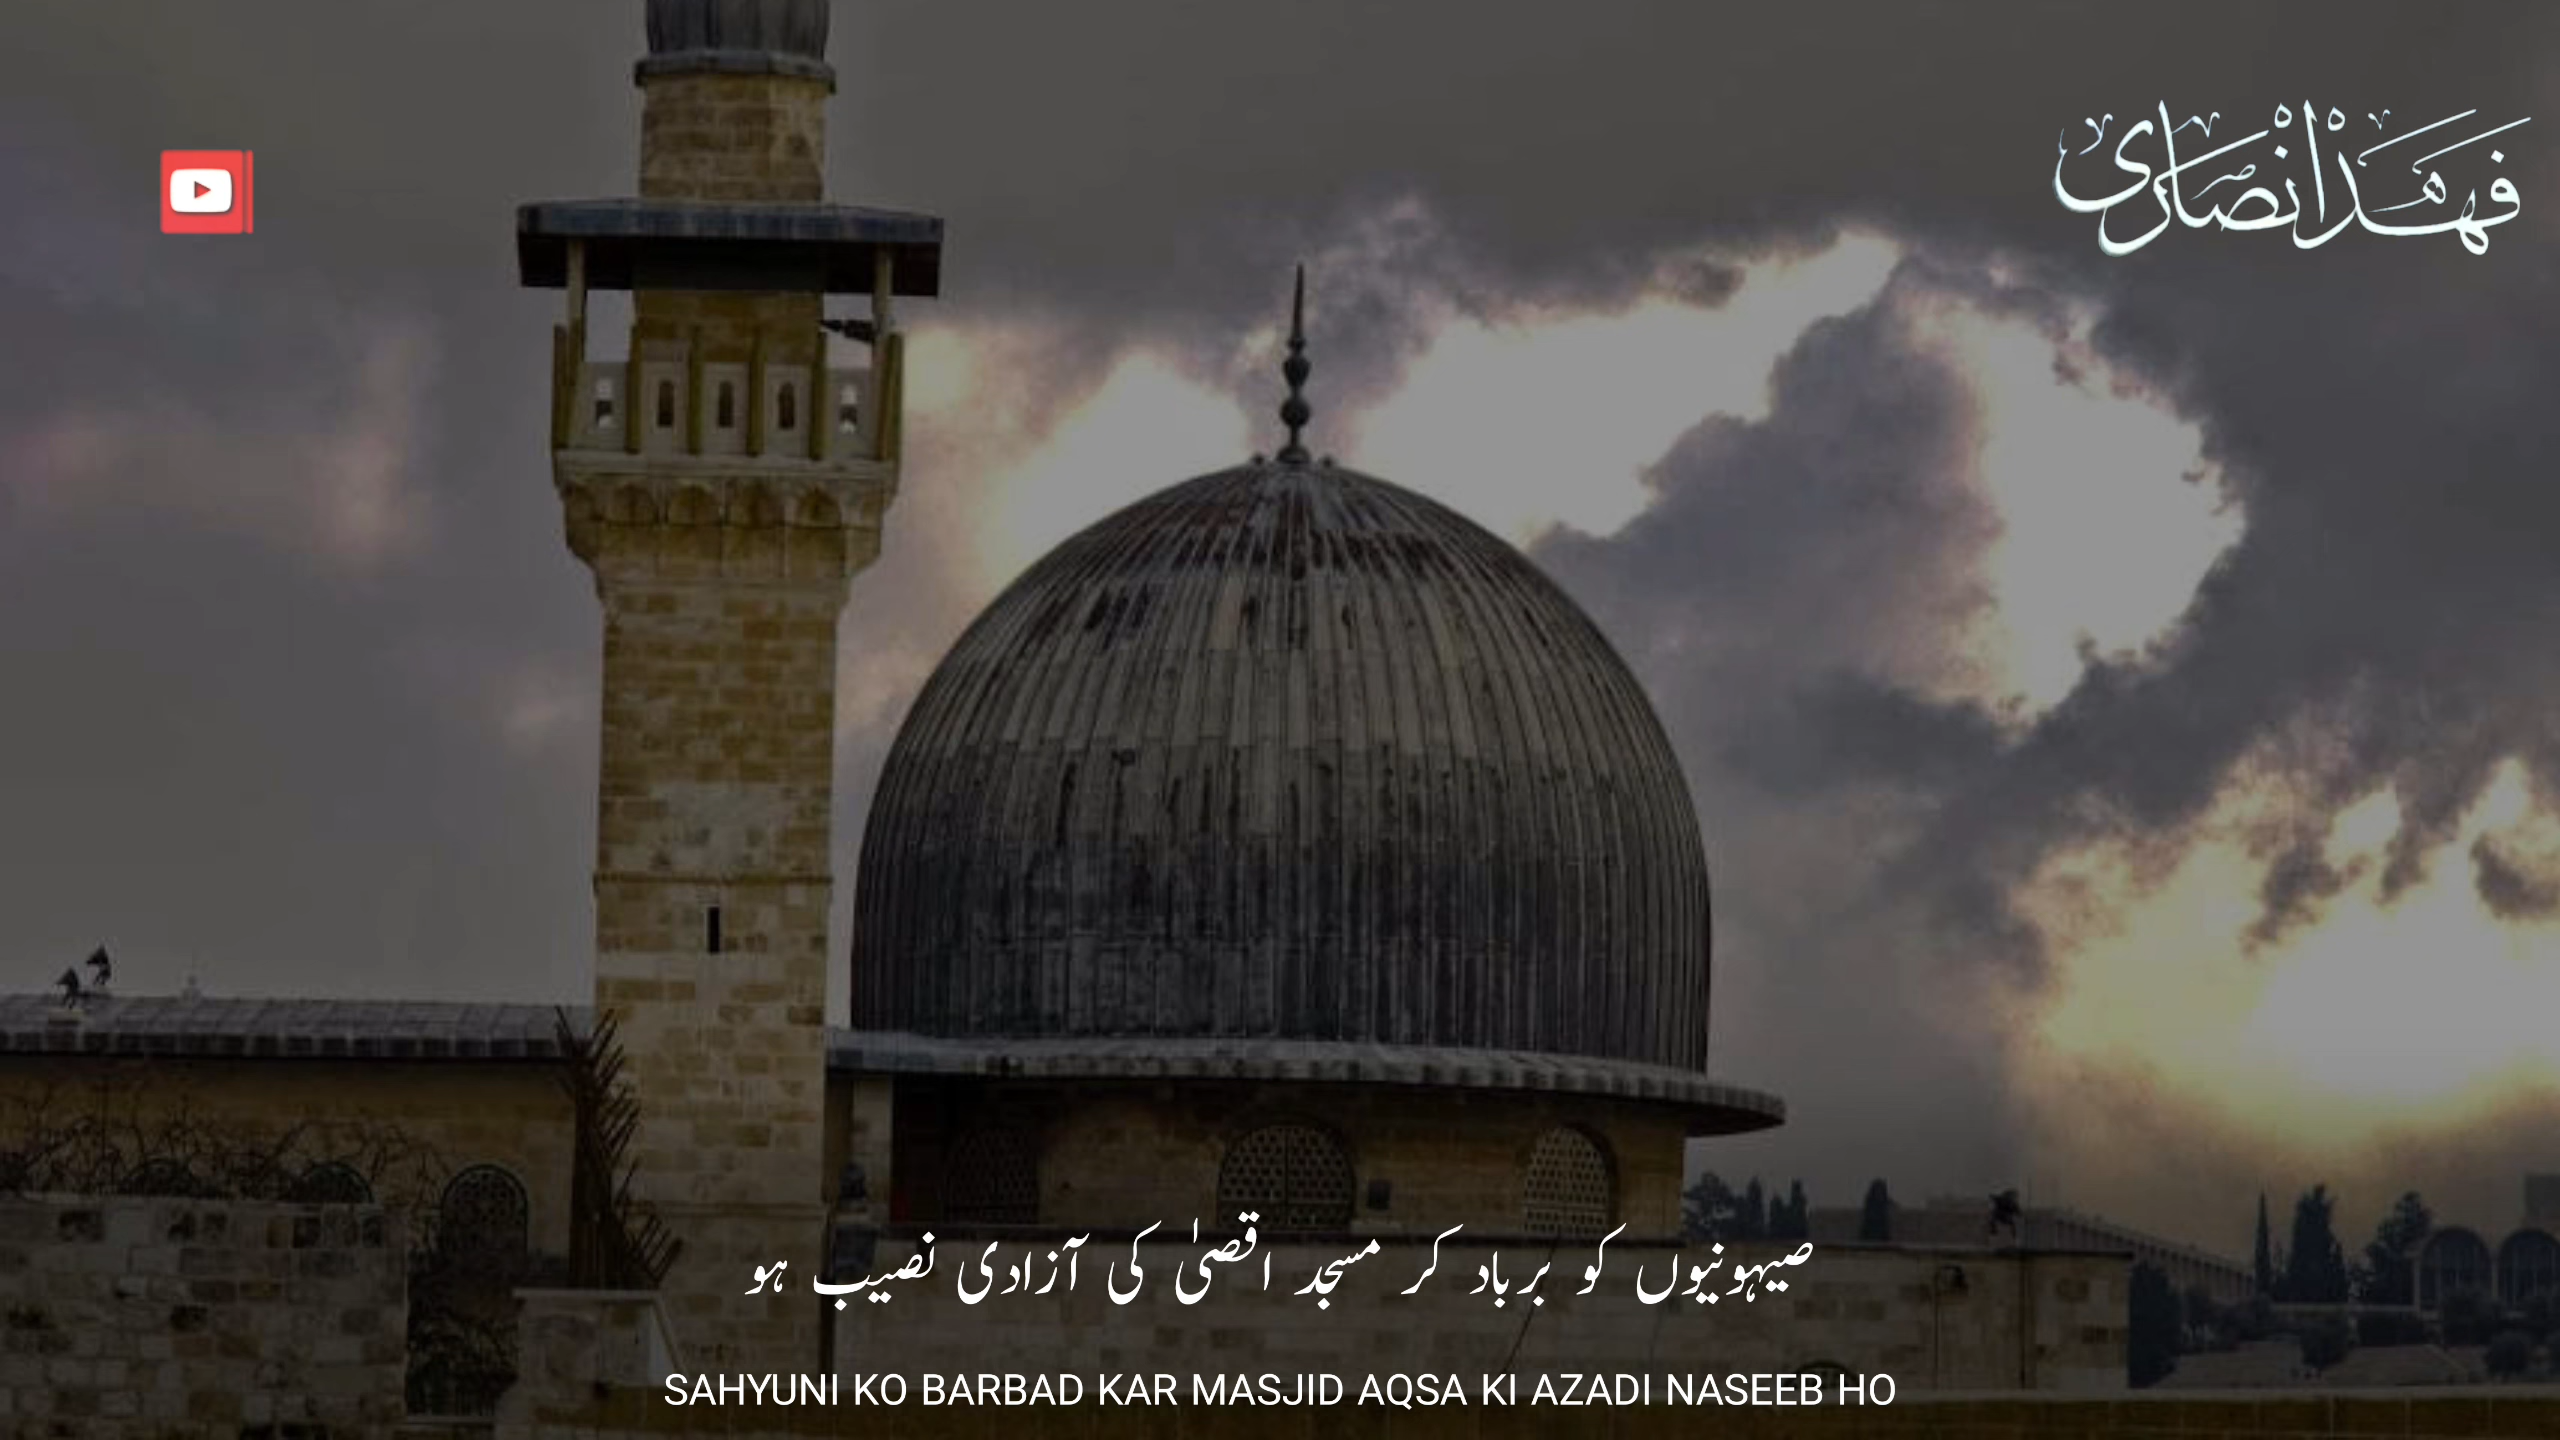 فہد انصاری
صیہونیوں کو برباد کر مسجد اقصیٰ کی آزادی نصیب ہو
SAHYUNI KO BARBAD KAR MASJID AQSA KI AZADI NASEEB HO